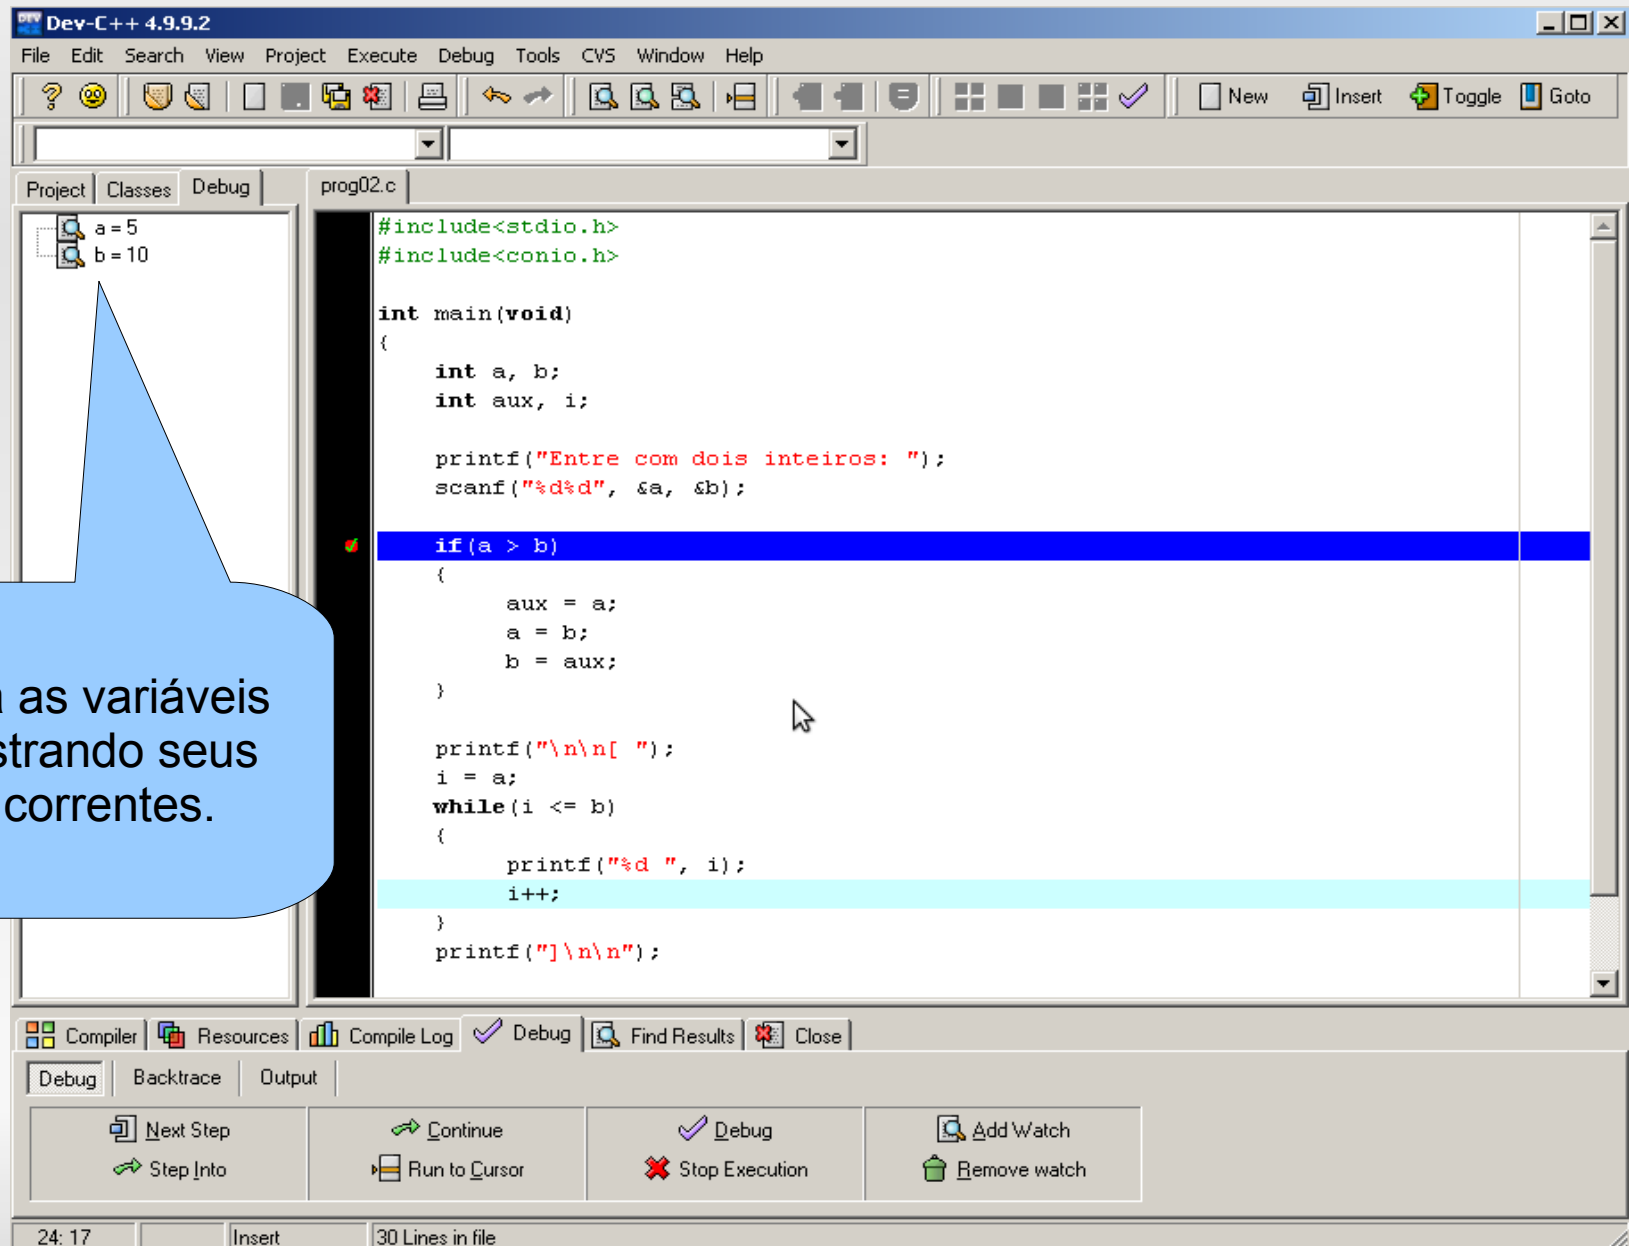 Dev-C++ 4.9.9.2
File Edit Search View Project Execute Debug Tools CVS Window Help
New Insert Toggle Goto
Project Classes Debug
prog02.c
a = 5
b = 10
#include<stdio.h>
#include<conio.h>
int main(void)
{
int a, b;
int aux, i;
printf("Entre com dois inteiros: ");
scanf("%d%d", &a, &b);
if(a > b)
{
aux = a;
a = b;
b = aux;
}
printf("\n\n[ ");
i = a;
while(i <= b)
{
printf("%d ", i);
i++;
}
printf("]\n\n");
as variáveis
strando seus
correntes.
Compiler Resources Compile Log Debug Find Results Close
Debug Backtrace Output
Next Step Continue Debug Add Watch
Step Into Run to Cursor Stop Execution Remove watch
24: 17 Insert 30 Lines in file